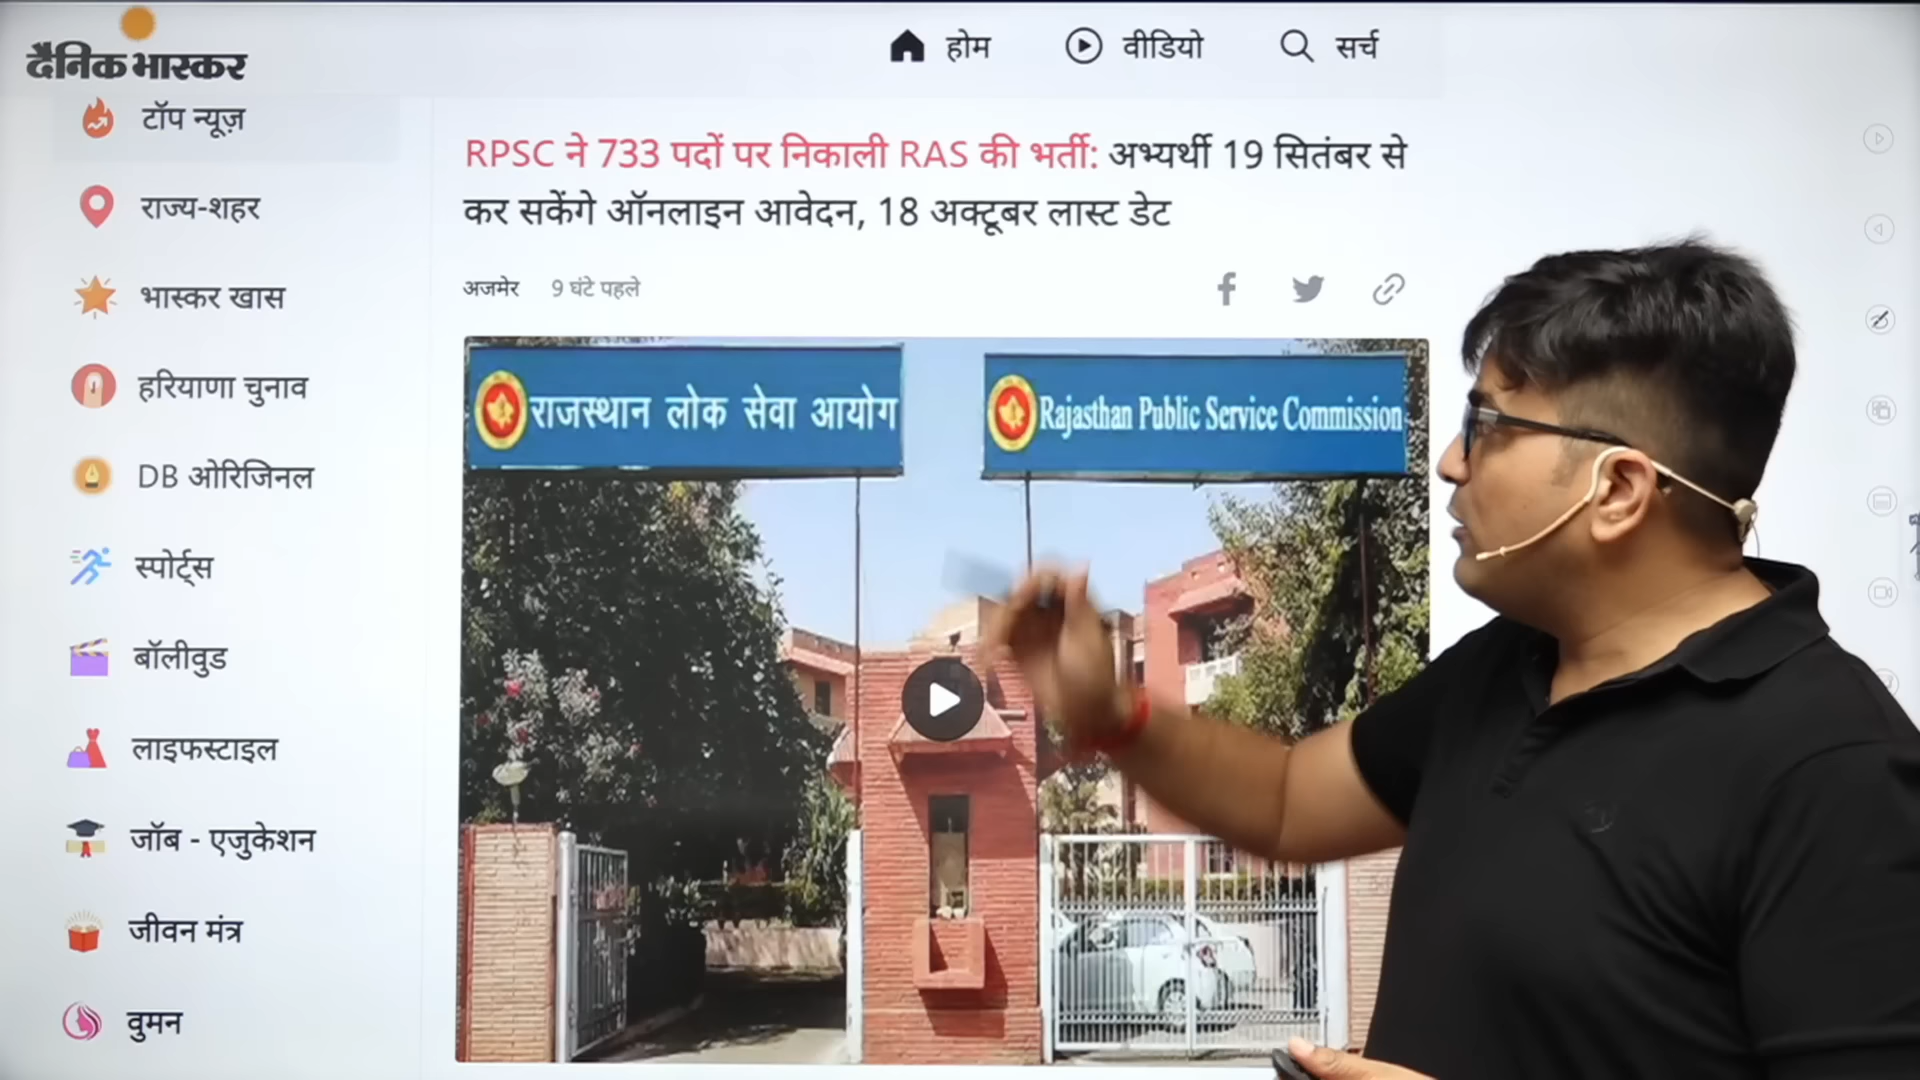 दैनिक भास्कर
होम
वीडियो
सर्च
टॉप न्यूज़
राज्य-शहर
भास्कर खास
हरियाणा चुनाव
DB ओरिजिनल
स्पोर्ट्स
बॉलीवुड
लाइफस्टाइल
जॉब - एजुकेशन
जीवन मंत्र
वुमन
RPSC ने 733 पदों पर निकाली RAS की भर्ती: अभ्यर्थी 19 सितंबर से
कर सकेंगे ऑनलाइन आवेदन, 18 अक्टूबर लास्ट डेट
अजमेर 9 घंटे पहले
राजस्थान लोक सेवा आयोग
Rajasthan Public Service Commission